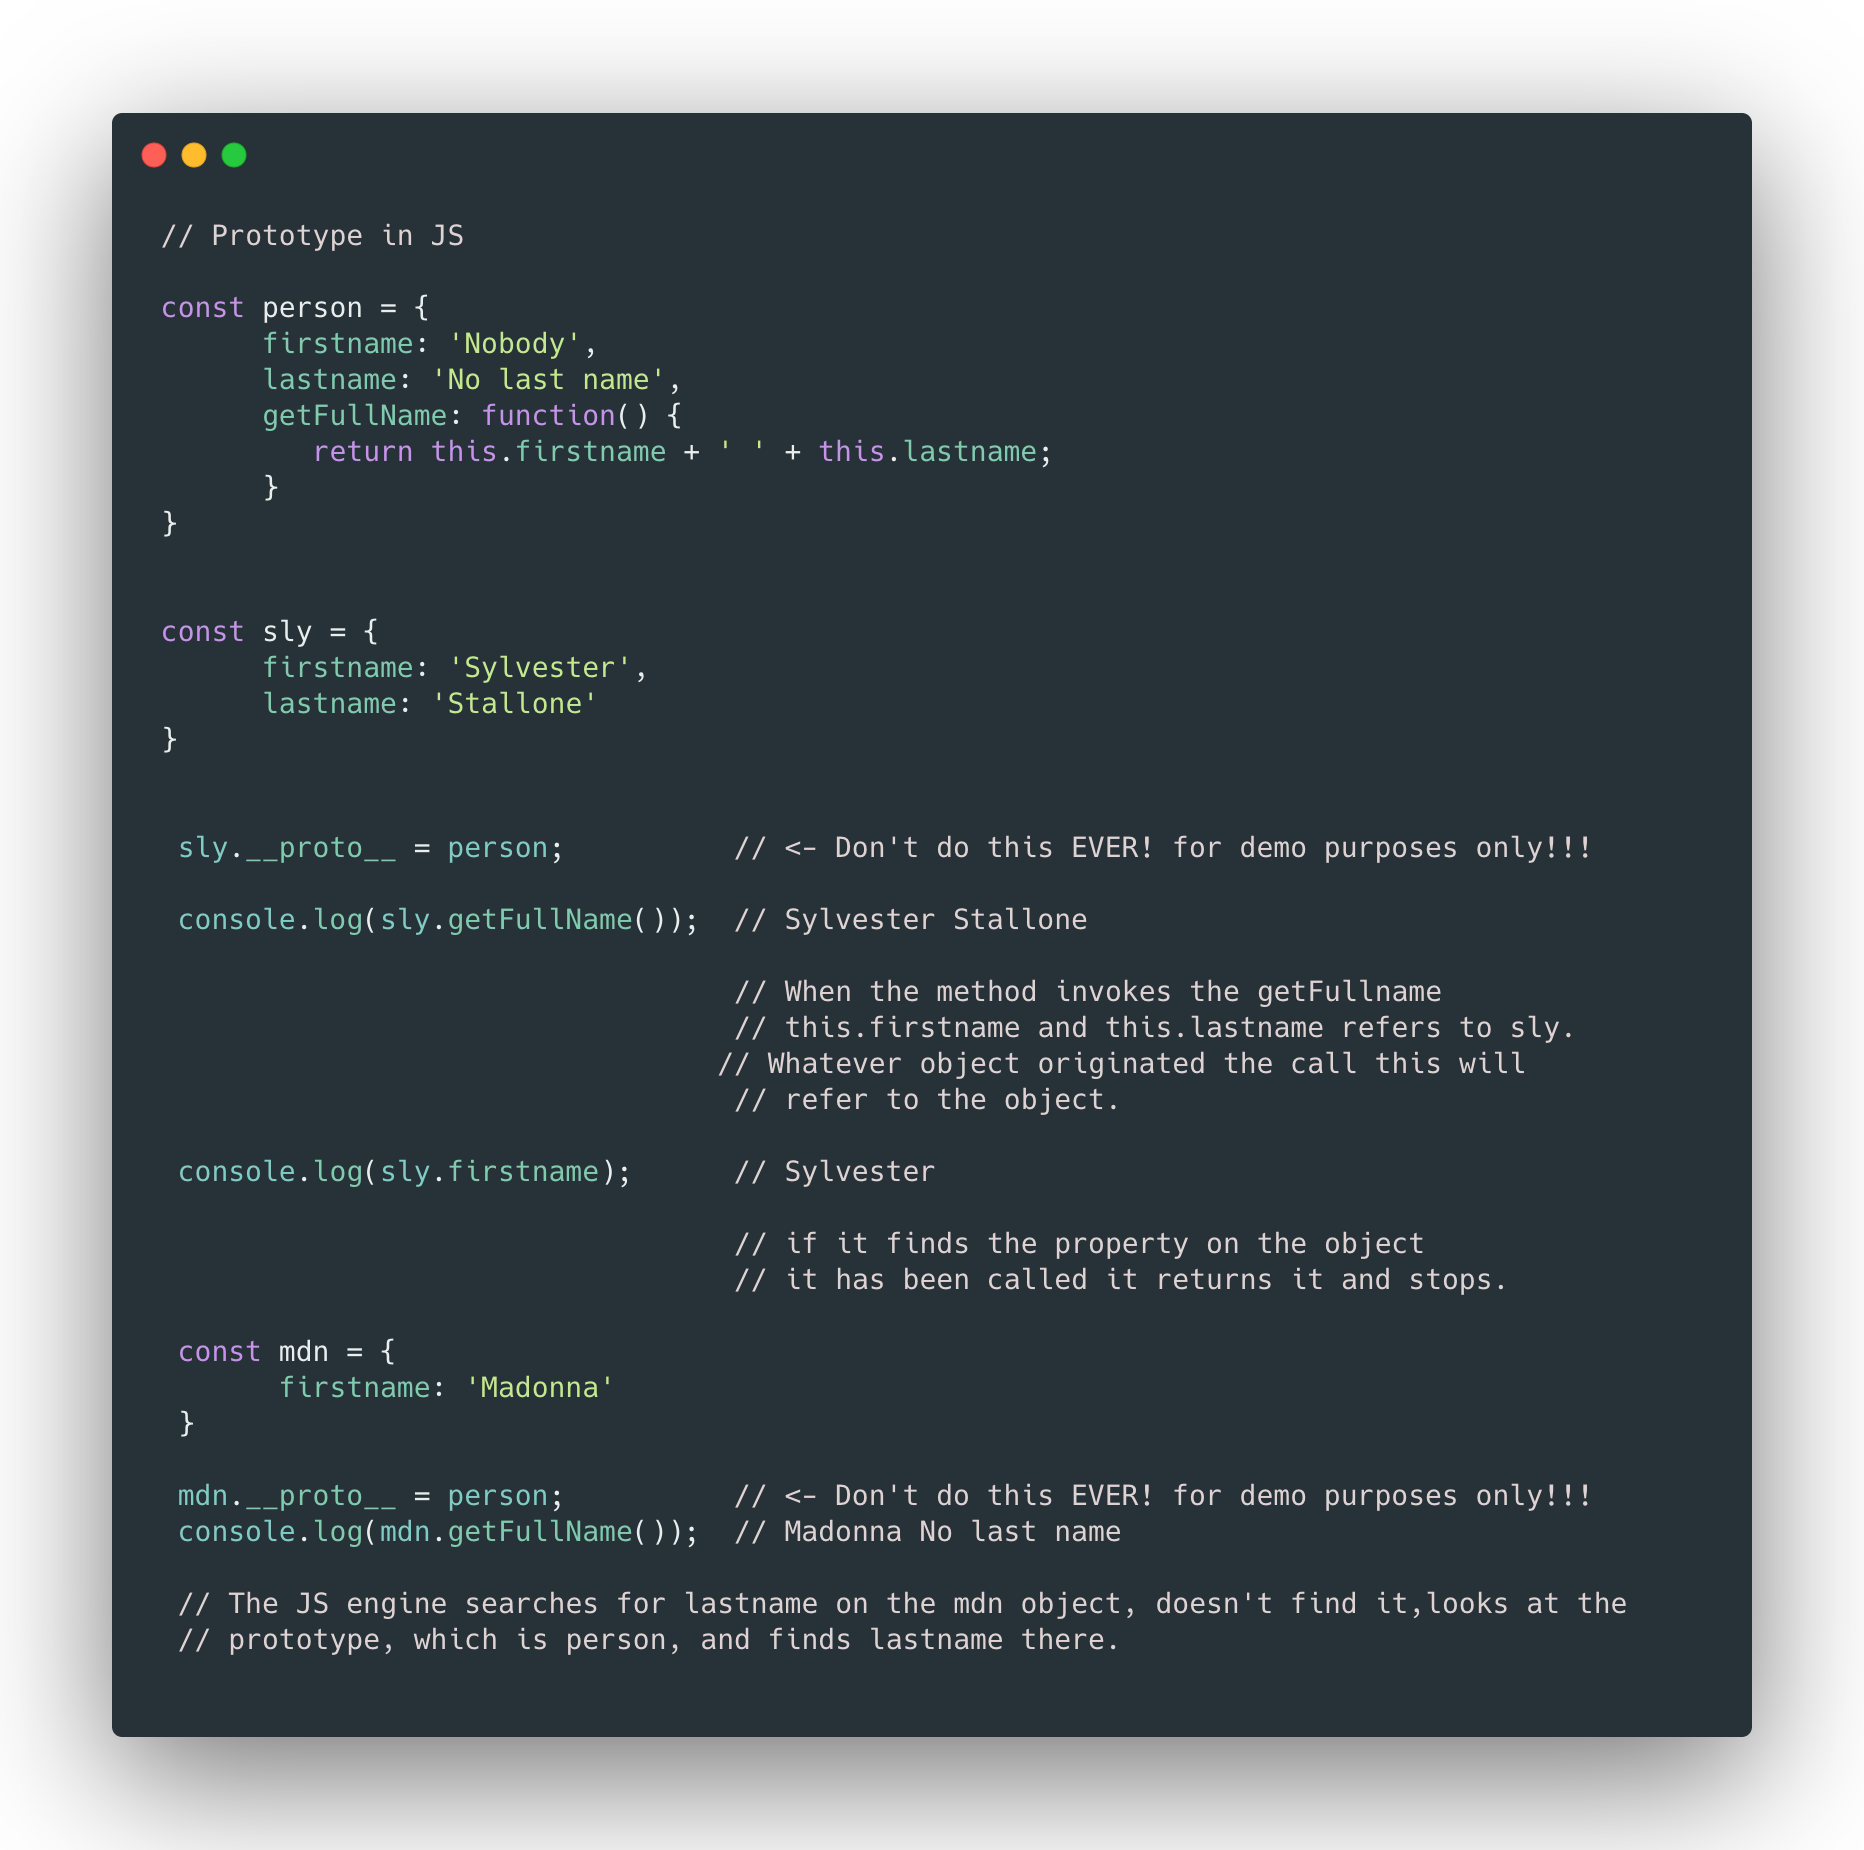 // Prototype in JS
const person = {
firstname: 'Nobody',
lastname: 'No last name',
getFullName: function() {
return this.firstname + ' ' + this.lastname;
}
}
const sly = {
firstname: 'Sylvester',
lastname: 'Stallone'
}
sly.__proto__ = person; // <- Don't do this EVER! for demo purposes only!!!
console.log(sly.getFullName()); // Sylvester Stallone
// When the method invokes the getFullname
// this.firstname and this.lastname refers to sly.
// Whatever object originated the call this will
// refer to the object.
console.log(sly.firstname); // Sylvester
// if it finds the property on the object
// it has been called it returns it and stops.
const mdn = {
firstname: 'Madonna'
}
mdn.__proto__ = person; // <- Don't do this EVER! for demo purposes only!!!
console.log(mdn.getFullName()); // Madonna No last name
// The JS engine searches for lastname on the mdn object, doesn't find it,looks at the
// prototype, which is person, and finds lastname there.